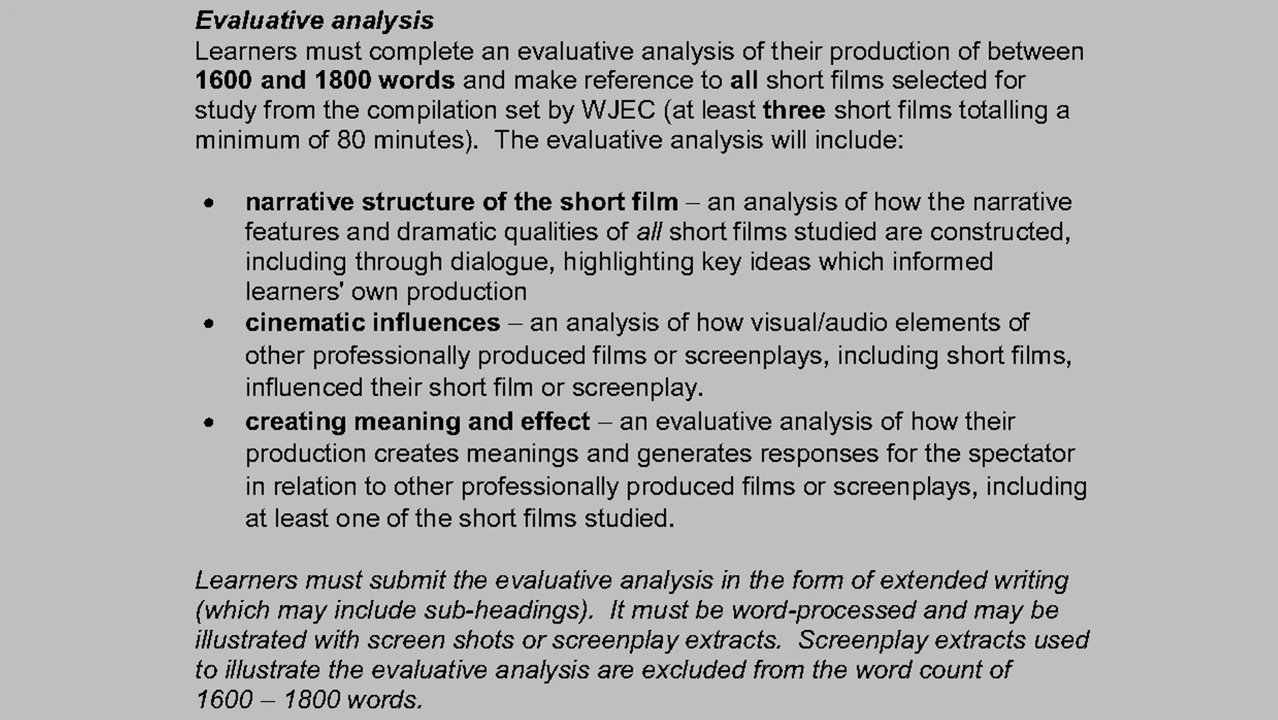 Evaluative analysis
Learners must complete an evaluative analysis of their production of between
1600 and 1800 words and make reference to all short films selected for
study from the compilation set by WJEC (at least three short films totalling a
minimum of 80 minutes). The evaluative analysis will include:
• narrative structure of the short film – an analysis of how the narrative
features and dramatic qualities of all short films studied are constructed,
including through dialogue, highlighting key ideas which informed
learners' own production
• cinematic influences – an analysis of how visual/audio elements of
other professionally produced films or screenplays, including short films,
influenced their short film or screenplay.
• creating meaning and effect – an evaluative analysis of how their
production creates meanings and generates responses for the spectator
in relation to other professionally produced films or screenplays, including
at least one of the short films studied.
Learners must submit the evaluative analysis in the form of extended writing
(which may include sub-headings). It must be word-processed and may be
illustrated with screen shots or screenplay extracts. Screenplay extracts used
to illustrate the evaluative analysis are excluded from the word count of
1600 – 1800 words.